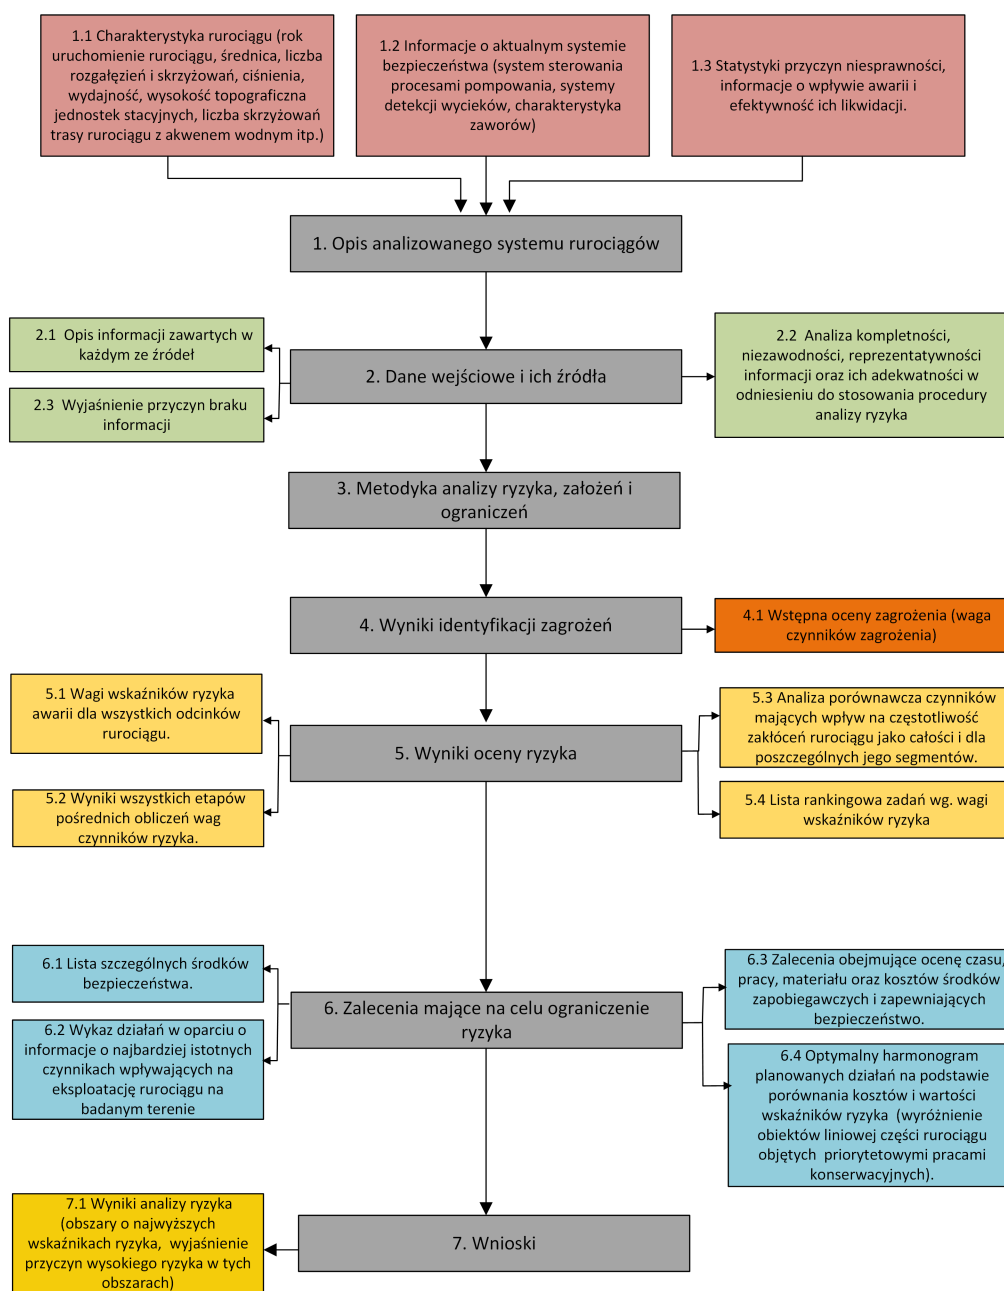 1.1 Charakterystyka rurociągu (rok
uruchomienie rurociągu, średnica, liczba
rozgałęzień i skrzyżowań, ciśnienia,
wydajność, wysokość topograficzna
jednostek stacyjnych, liczba skrzyżowań
trasy rurociągu z akwenem wodnym itp.)
1.2 Informacje o aktualnym systemie
bezpieczeństwa (system sterowania
procesami pompowania, systemy
detekcji wycieków, charakterystyka
zaworów)
1.3 Statystyki przyczyn niesprawności,
informacje o wpływie awarii i
efektywność ich likwidacji.
1. Opis analizowanego systemu rurociągów
2.1 Opis informacji zawartych w
każdym ze źródeł
2.2 Analiza kompletności,
niezawodności, reprezentatywności
informacji oraz ich adekwatności w
odniesieniu do stosowania procedury
analizy ryzyka
2. Dane wejściowe i ich źródła
2.3 Wyjaśnienie przyczyn braku
informacji
3. Metodyka analizy ryzyka, założeń i
ograniczeń
4. Wyniki identyfikacji zagrożeń
4.1 Wstępna oceny zagrożenia (waga
czynników zagrożenia)
5.1 Wagi wskaźników ryzyka
awarii dla wszystkich odcinków
rurociągu.
5.3 Analiza porównawcza czynników
mających wpływ na częstotliwość
zakłóceń rurociągu jako całości i dla
poszczególnych jego segmentów.
5. Wyniki oceny ryzyka
5.2 Wyniki wszystkich etapów
pośrednich obliczeń wag
czynników ryzyka.
5.4 Lista rankingowa zadań wg. wagi
wskaźników ryzyka
6.1 Lista szczególnych środków
bezpieczeństwa.
6.3 Zalecenia obejmujące ocenę czasu,
pracy, materiału oraz kosztów środków
zapobiegawczych i zapewniających
bezpieczeństwo.
6. Zalecenia mające na celu ograniczenie
ryzyka
6.2 Wykaz działań w oparciu o
informacje o najbardziej istotnych
czynnikach wpływających na
eksploatację rurociągu na
badanym terenie
6.4 Optymalny harmonogram
planowanych działań na podstawie
porównania kosztów i wartości
wskaźników ryzyka (wyróżnienie
obiektów liniowej części rurociągu
objętych priorytetowymi pracami
konserwacyjnych).
7.1 Wyniki analizy ryzyka
(obszary o najwyższych
wskaźnikach ryzyka, wyjaśnienie
przyczyn wysokiego ryzyka w tych
obszarach)
7. Wnioski